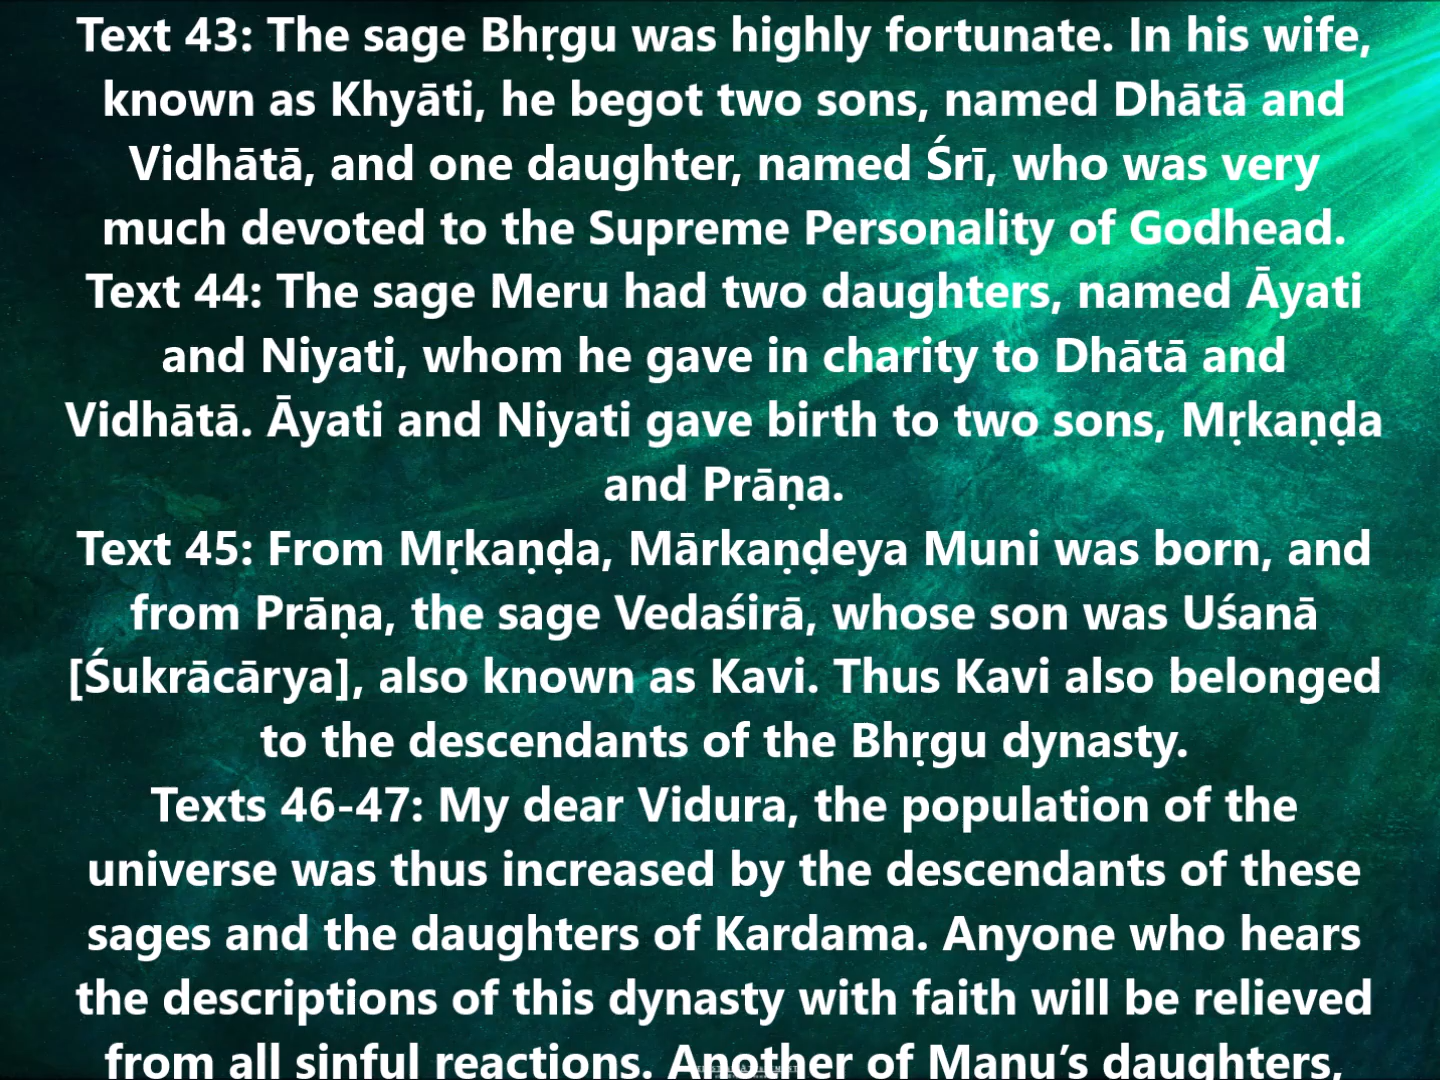 Text 43: The sage Bhṛgu was highly fortunate. In his wife,
known as Khyāti, he begot two sons, named Dhātā and
Vidhātā, and one daughter, named Śrī, who was very
much devoted to the Supreme Personality of Godhead.
Text 44: The sage Meru had two daughters, named Āyati
and Niyati, whom he gave in charity to Dhātā and
Vidhātā. Āyati and Niyati gave birth to two sons, Mṛkaṇḍa
and Prāṇa.
Text 45: From Mṛkaṇḍa, Mārkaṇḍeya Muni was born, and
from Prāṇa, the sage Vedaśirā, whose son was Uśanā
[Śukrācārya], also known as Kavi. Thus Kavi also belonged
to the descendants of the Bhṛgu dynasty.
Texts 46-47: My dear Vidura, the population of the
universe was thus increased by the descendants of these
sages and the daughters of Kardama. Anyone who hears
the descriptions of this dynasty with faith will be relieved
from all sinful reactions. Another of Manu’s daughters,